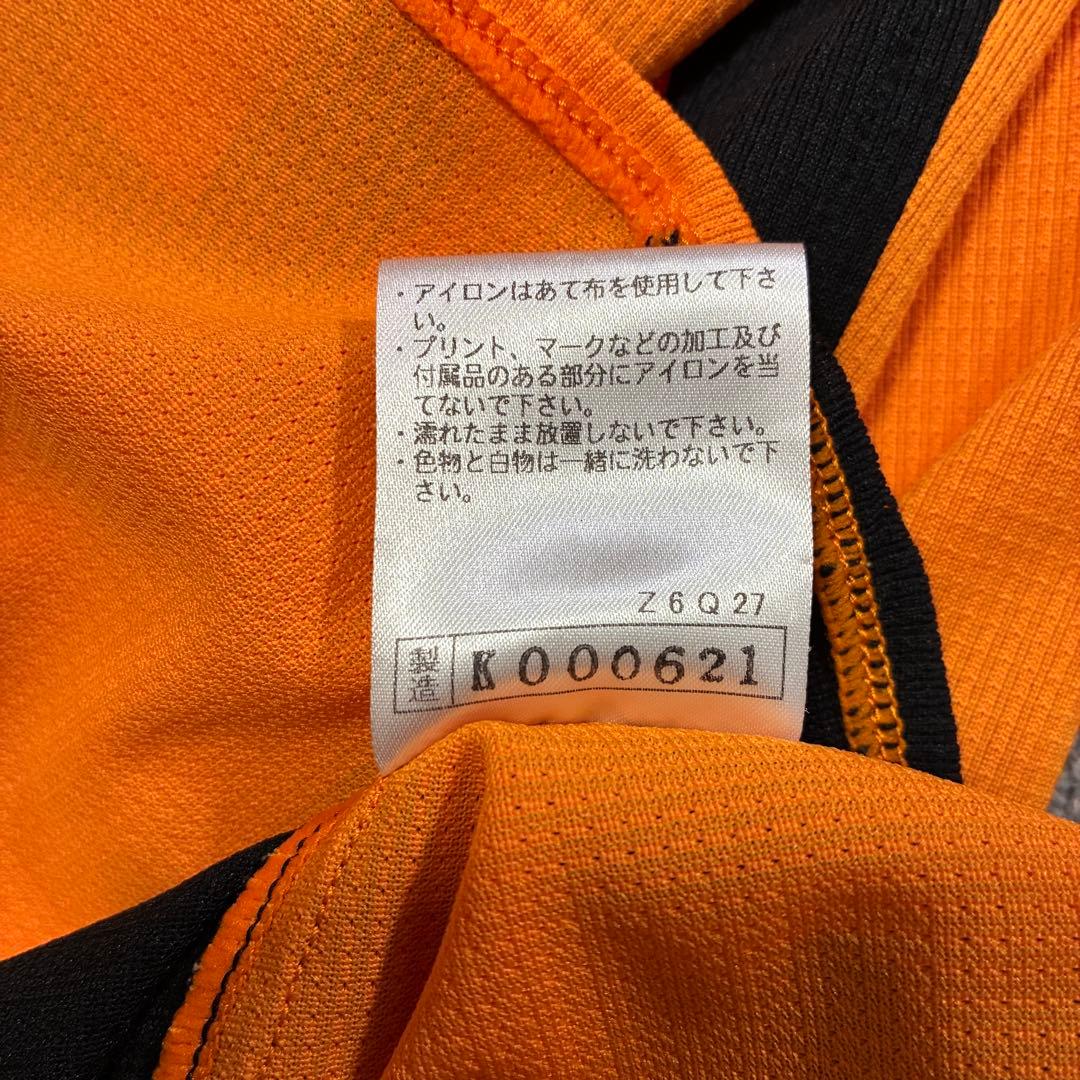 ・アイロンはあて布を使用して下さ
い。
・プリント、マークなどの加工及び
付属品のある部分にアイロンを当
てないで下さい。
・濡れたまま放置しないで下さい。
・色物と白物は一緒に洗わないで下
さい。
Z6Q27
製造 K000621